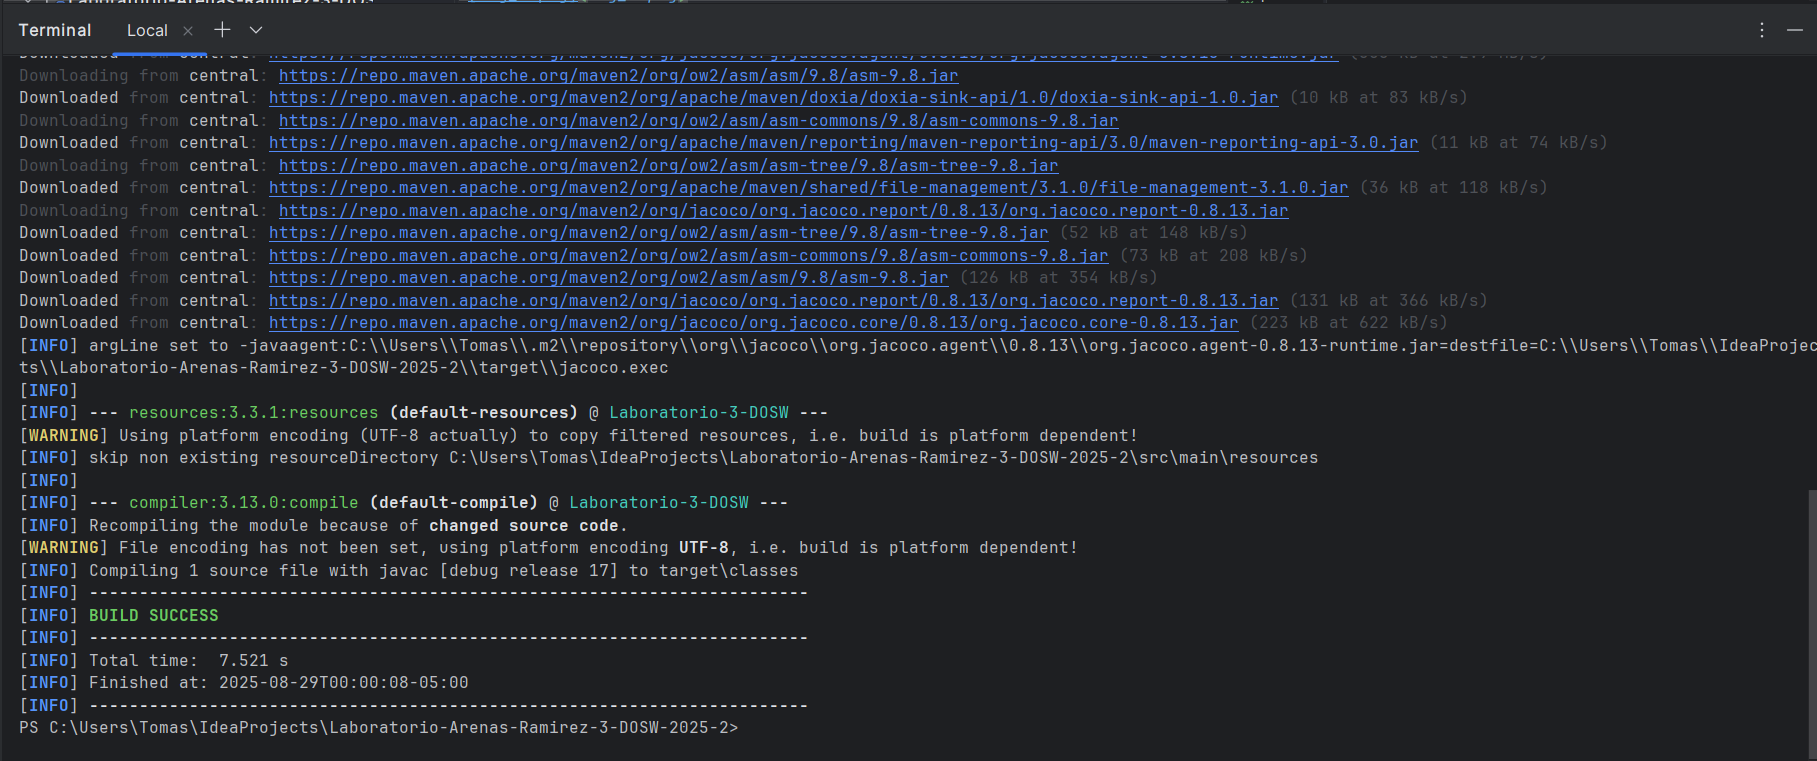 Terminal Local
Downloading from central: https://repo.maven.apache.org/maven2/org/ow2/asm/asm/9.8/asm-9.8.jar
Downloaded from central: https://repo.maven.apache.org/maven2/org/apache/maven/doxia/doxia-sink-api/1.0/doxia-sink-api-1.0.jar (10 kB at 83 kB/s)
Downloading from central: https://repo.maven.apache.org/maven2/org/ow2/asm/asm-commons/9.8/asm-commons-9.8.jar
Downloaded from central: https://repo.maven.apache.org/maven2/org/apache/maven/reporting/maven-reporting-api/3.0/maven-reporting-api-3.0.jar (11 kB at 74 kB/s)
Downloading from central: https://repo.maven.apache.org/maven2/org/ow2/asm/asm-tree/9.8/asm-tree-9.8.jar
Downloaded from central: https://repo.maven.apache.org/maven2/org/apache/maven/shared/file-management/3.1.0/file-management-3.1.0.jar (36 kB at 118 kB/s)
Downloading from central: https://repo.maven.apache.org/maven2/org/jacoco/org.jacoco.report/0.8.13/org.jacoco.report-0.8.13.jar
Downloaded from central: https://repo.maven.apache.org/maven2/org/ow2/asm/asm-tree/9.8/asm-tree-9.8.jar (52 kB at 148 kB/s)
Downloaded from central: https://repo.maven.apache.org/maven2/org/ow2/asm/asm-commons/9.8/asm-commons-9.8.jar (73 kB at 208 kB/s)
Downloaded from central: https://repo.maven.apache.org/maven2/org/ow2/asm/asm/9.8/asm-9.8.jar (126 kB at 354 kB/s)
Downloaded from central: https://repo.maven.apache.org/maven2/org/jacoco/org.jacoco.report/0.8.13/org.jacoco.report-0.8.13.jar (131 kB at 366 kB/s)
Downloaded from central: https://repo.maven.apache.org/maven2/org/jacoco/org.jacoco.core/0.8.13/org.jacoco.core-0.8.13.jar (223 kB at 622 kB/s)
[INFO] argLine set to -javaagent:C:\\Users\\Tomas\\.m2\\repository\\org\\jacoco\\org.jacoco.agent\\0.8.13\\org.jacoco.agent-0.8.13-runtime.jar=destfile=C:\\Users\\Tomas\\IdeaProjec
ts\\Laboratorio-Arenas-Ramirez-3-DOSW-2025-2\\target\\jacoco.exec
[INFO]
[INFO] --- resources:3.3.1:resources (default-resources) @ Laboratorio-3-DOSW ---
[WARNING] Using platform encoding (UTF-8 actually) to copy filtered resources, i.e. build is platform dependent!
[INFO] skip non existing resourceDirectory C:\Users\Tomas\IdeaProjects\Laboratorio-Arenas-Ramirez-3-DOSW-2025-2\src\main\resources
[INFO]
[INFO] --- compiler:3.13.0:compile (default-compile) @ Laboratorio-3-DOSW ---
[INFO] Recompiling the module because of changed source code.
[WARNING] File encoding has not been set, using platform encoding UTF-8, i.e. build is platform dependent!
[INFO] Compiling 1 source file with javac [debug release 17] to target\classes
[INFO] ------------------------------------------------------------------------
[INFO] BUILD SUCCESS
[INFO] ------------------------------------------------------------------------
[INFO] Total time:  7.521 s
[INFO] Finished at: 2025-08-29T00:00:08-05:00
[INFO] ------------------------------------------------------------------------
PS C:\Users\Tomas\IdeaProjects\Laboratorio-Arenas-Ramirez-3-DOSW-2025-2>